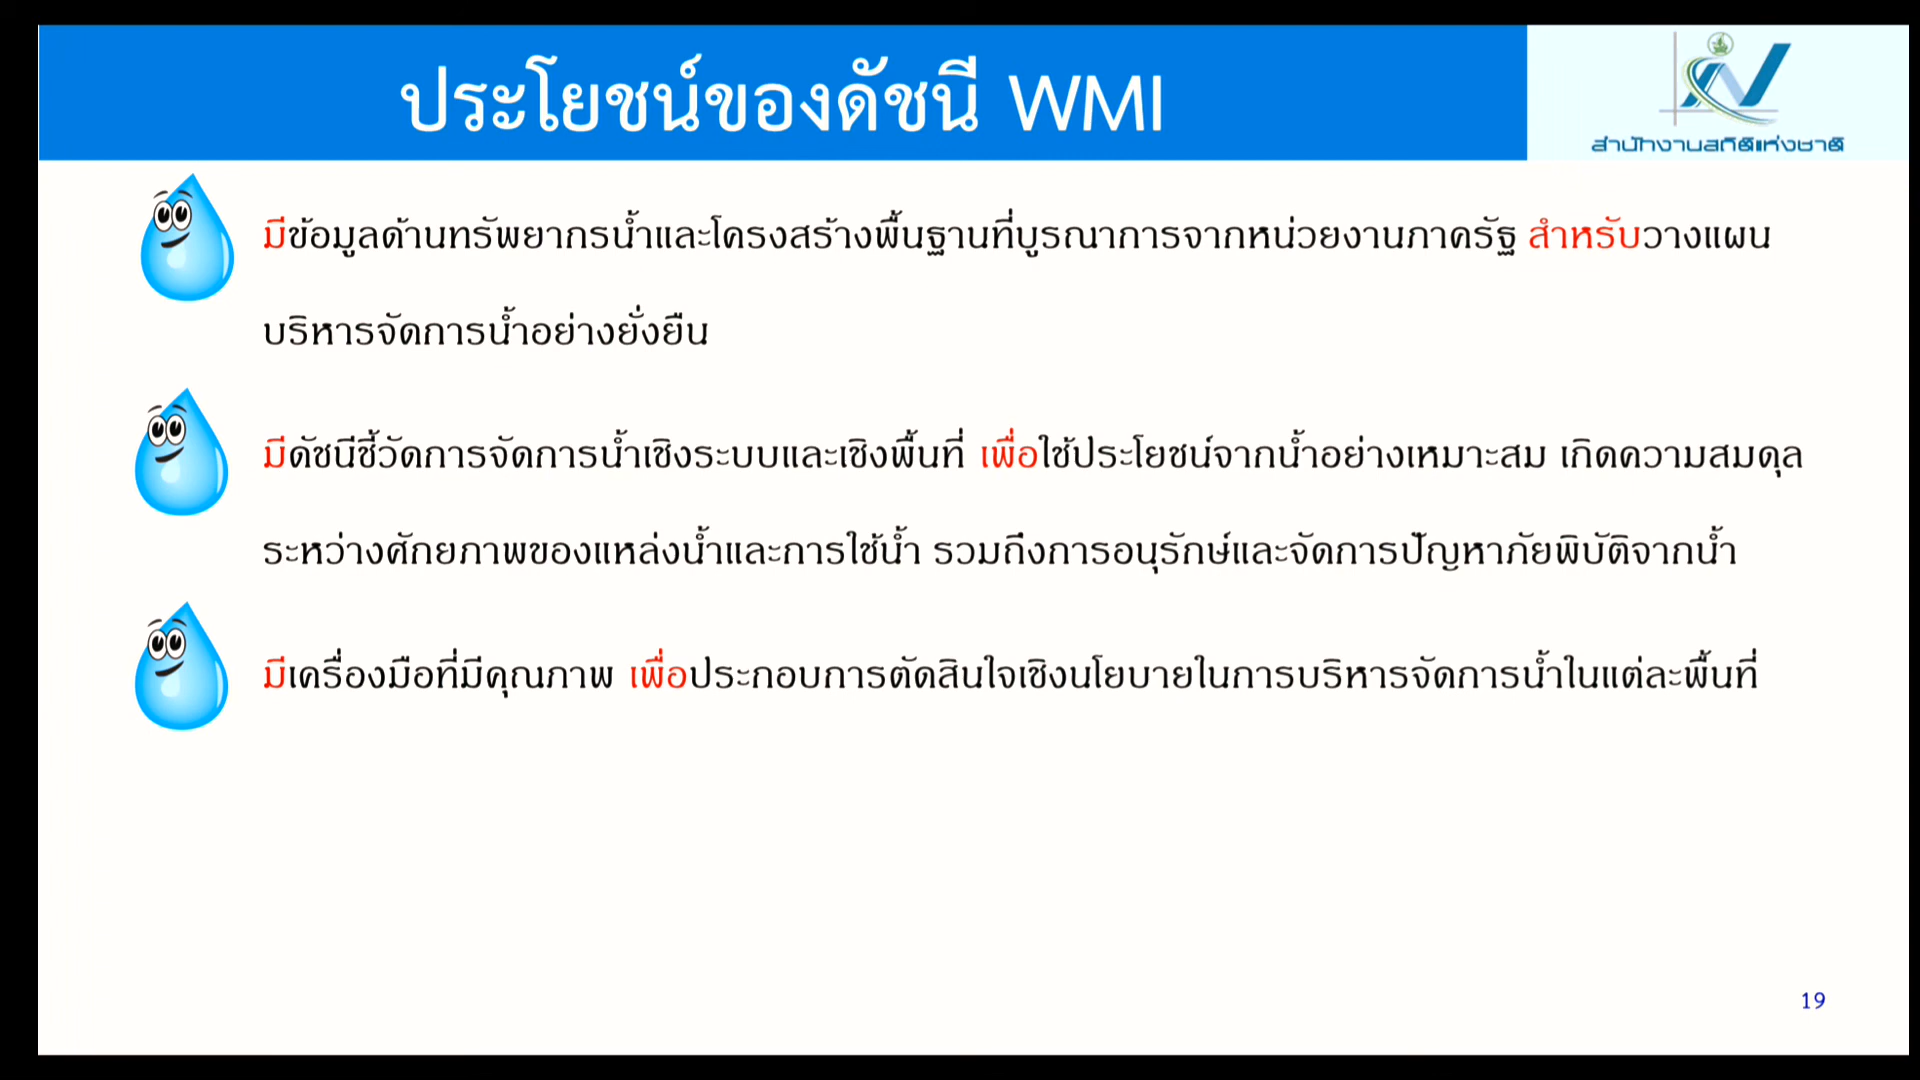 ประโยชน์ของดัชนี WMI
สำนักงานสถิติแห่งชาติ
มีข้อมูลด้านทรัพยากรน้ำและโครงสร้างพื้นฐานที่บูรณาการจากหน่วยงานภาครัฐ สำหรับวางแผน
บริหารจัดการน้ำอย่างยั่งยืน
มีดัชนีชี้วัดการจัดการน้ำเชิงระบบและเชิงพื้นที่ เพื่อใช้ประโยชน์จากน้ำอย่างเหมาะสม เกิดความสมดุล
ระหว่างศักยภาพของแหล่งน้ำและการใช้น้ำ รวมถึงการอนุรักษ์และจัดการปัญหาภัยพิบัติจากน้ำ
มีเครื่องมือที่มีคุณภาพ เพื่อประกอบการตัดสินใจเชิงนโยบายในการบริหารจัดการน้ำในแต่ละพื้นที่
19